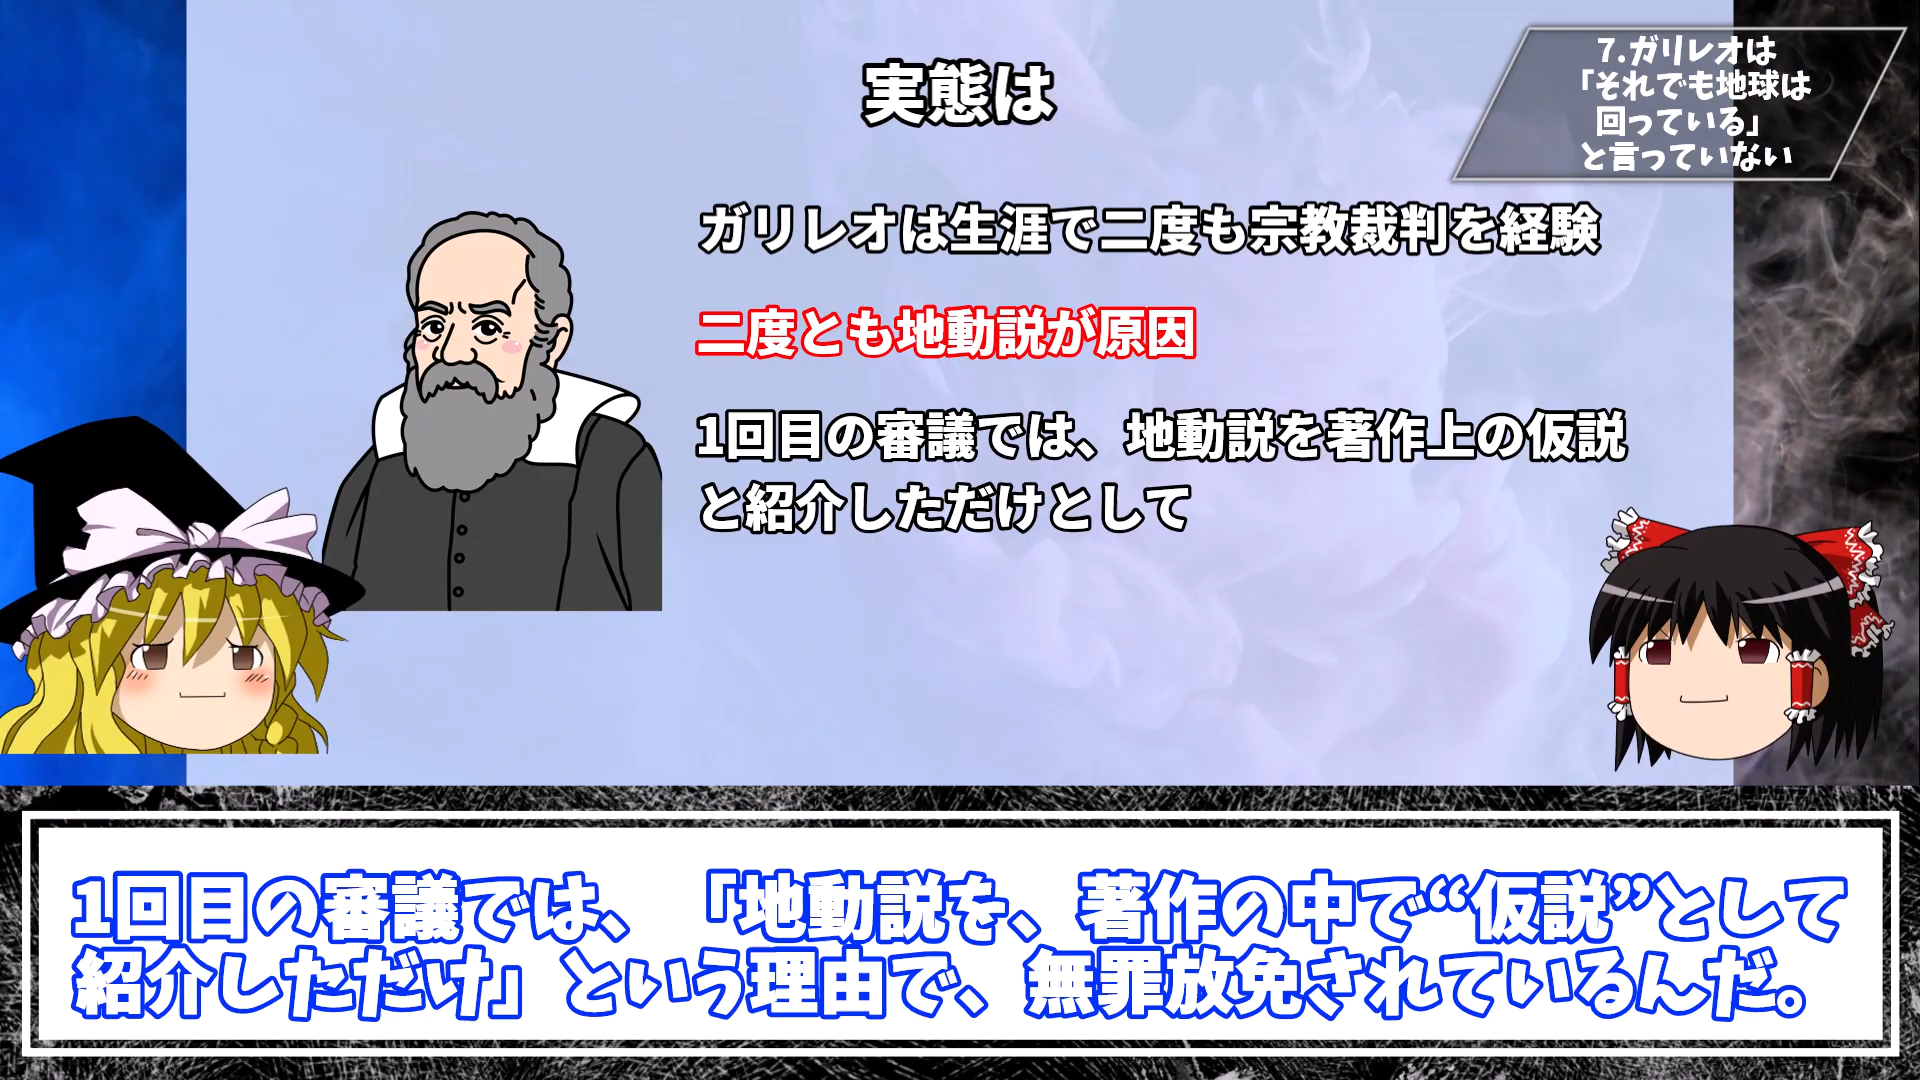 実態は
7.ガリレオは
「それでも地球は
回っている」
と言っていない
ガリレオは生涯で二度も宗教裁判を経験
二度とも地動説が原因
1回目の審議では、地動説を著作上の仮説
と紹介しただけとして
1回目の審議では、「地動説を、著作の中で“仮説”として
紹介しただけ」という理由で、無罪放免されているんだ。